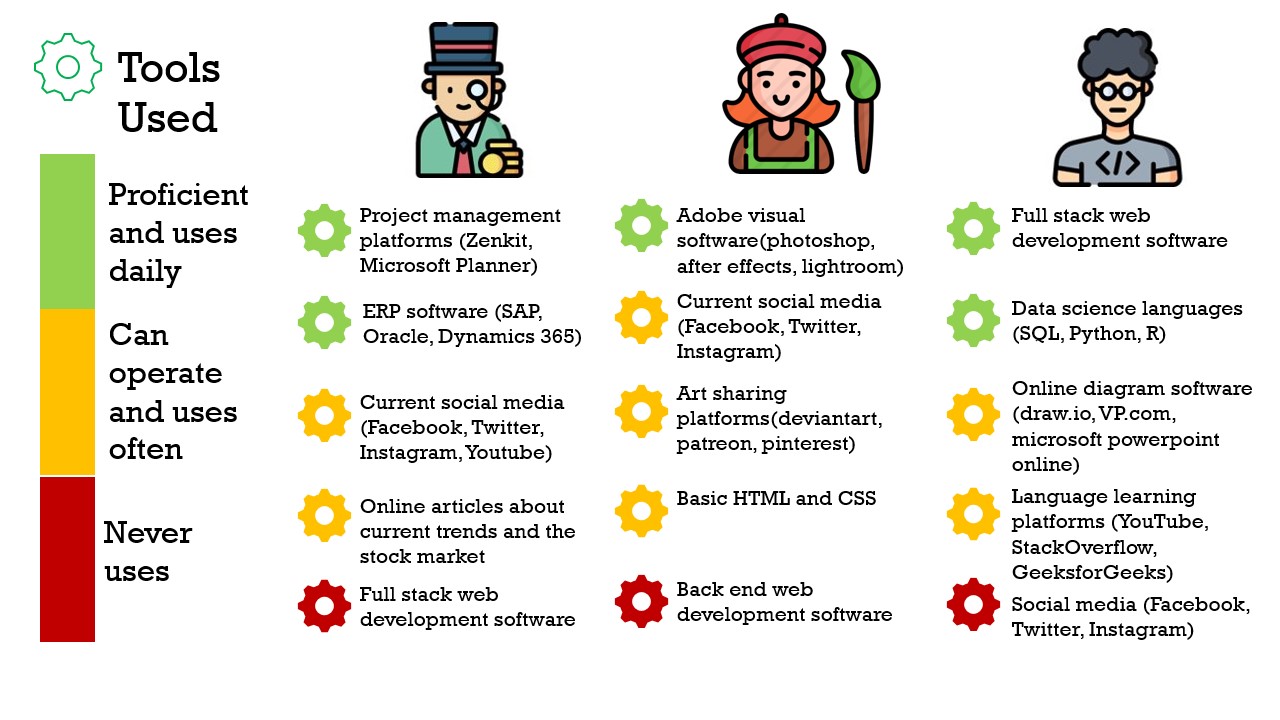 Tools
Used
Proficient
and uses
daily
Can
operate
and uses
often
Never
uses
Project management
platforms (Zenkit,
Microsoft Planner)
ERP software (SAP,
Oracle, Dynamics 365)
Current social media
(Facebook, Twitter,
Instagram, Youtube)
Online articles about
current trends and the
stock market
Full stack web
development software
Adobe visual
software(photoshop,
after effects, lightroom)
Current social media
(Facebook, Twitter,
Instagram)
Art sharing
platforms(deviantart,
patreon, pinterest)
Basic HTML and CSS
Back end web
development software
</>
Full stack web
development software
Data science languages
(SQL, Python, R)
Online diagram software
(draw.io, VP.com,
microsoft powerpoint
online)
Language learning
platforms (YouTube,
StackOverflow,
GeeksforGeeks)
Social media (Facebook,
Twitter, Instagram)